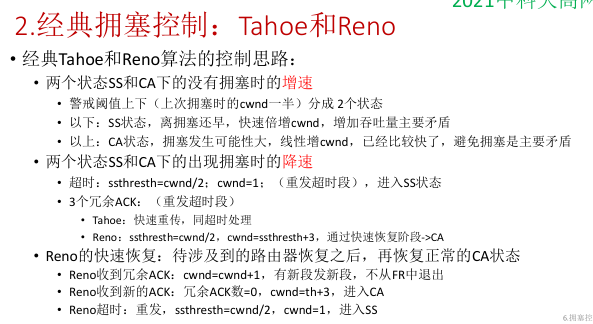 2021中科大高网
2.经典拥塞控制：Tahoe和Reno
• 经典Tahoe和Reno算法的控制思路：
• 两个状态SS和CA下的没有拥塞时的增速
• 警戒阈值上下（上次拥塞时的cwnd一半）分成 2个状态
• 以下：SS状态，离拥塞还早，快速倍增cwnd，增加吞吐量主要矛盾
• 以上：CA状态，拥塞发生可能性大，线性增cwnd，已经比较快了，避免拥塞是主要矛盾
• 两个状态SS和CA下的出现拥塞时的降速
• 超时：ssthresth=cwnd/2；cwnd=1；（重发超时段），进入SS状态
• 3个冗余ACK：（重发超时段）
• Tahoe：快速重传，同超时处理
• Reno：ssthresth=cwnd/2，cwnd=ssthresth+3，通过快速恢复阶段->CA
• Reno的快速恢复：待涉及到的路由器恢复之后，再恢复正常的CA状态
• Reno收到冗余ACK：cwnd=cwnd+1，有新段发新段，不从FR中退出
• Reno收到新的ACK：冗余ACK数=0，cwnd=th+3，进入CA
• Reno超时：重发，ssthresth=cwnd/2，cwnd=1，进入SS
6.拥塞控